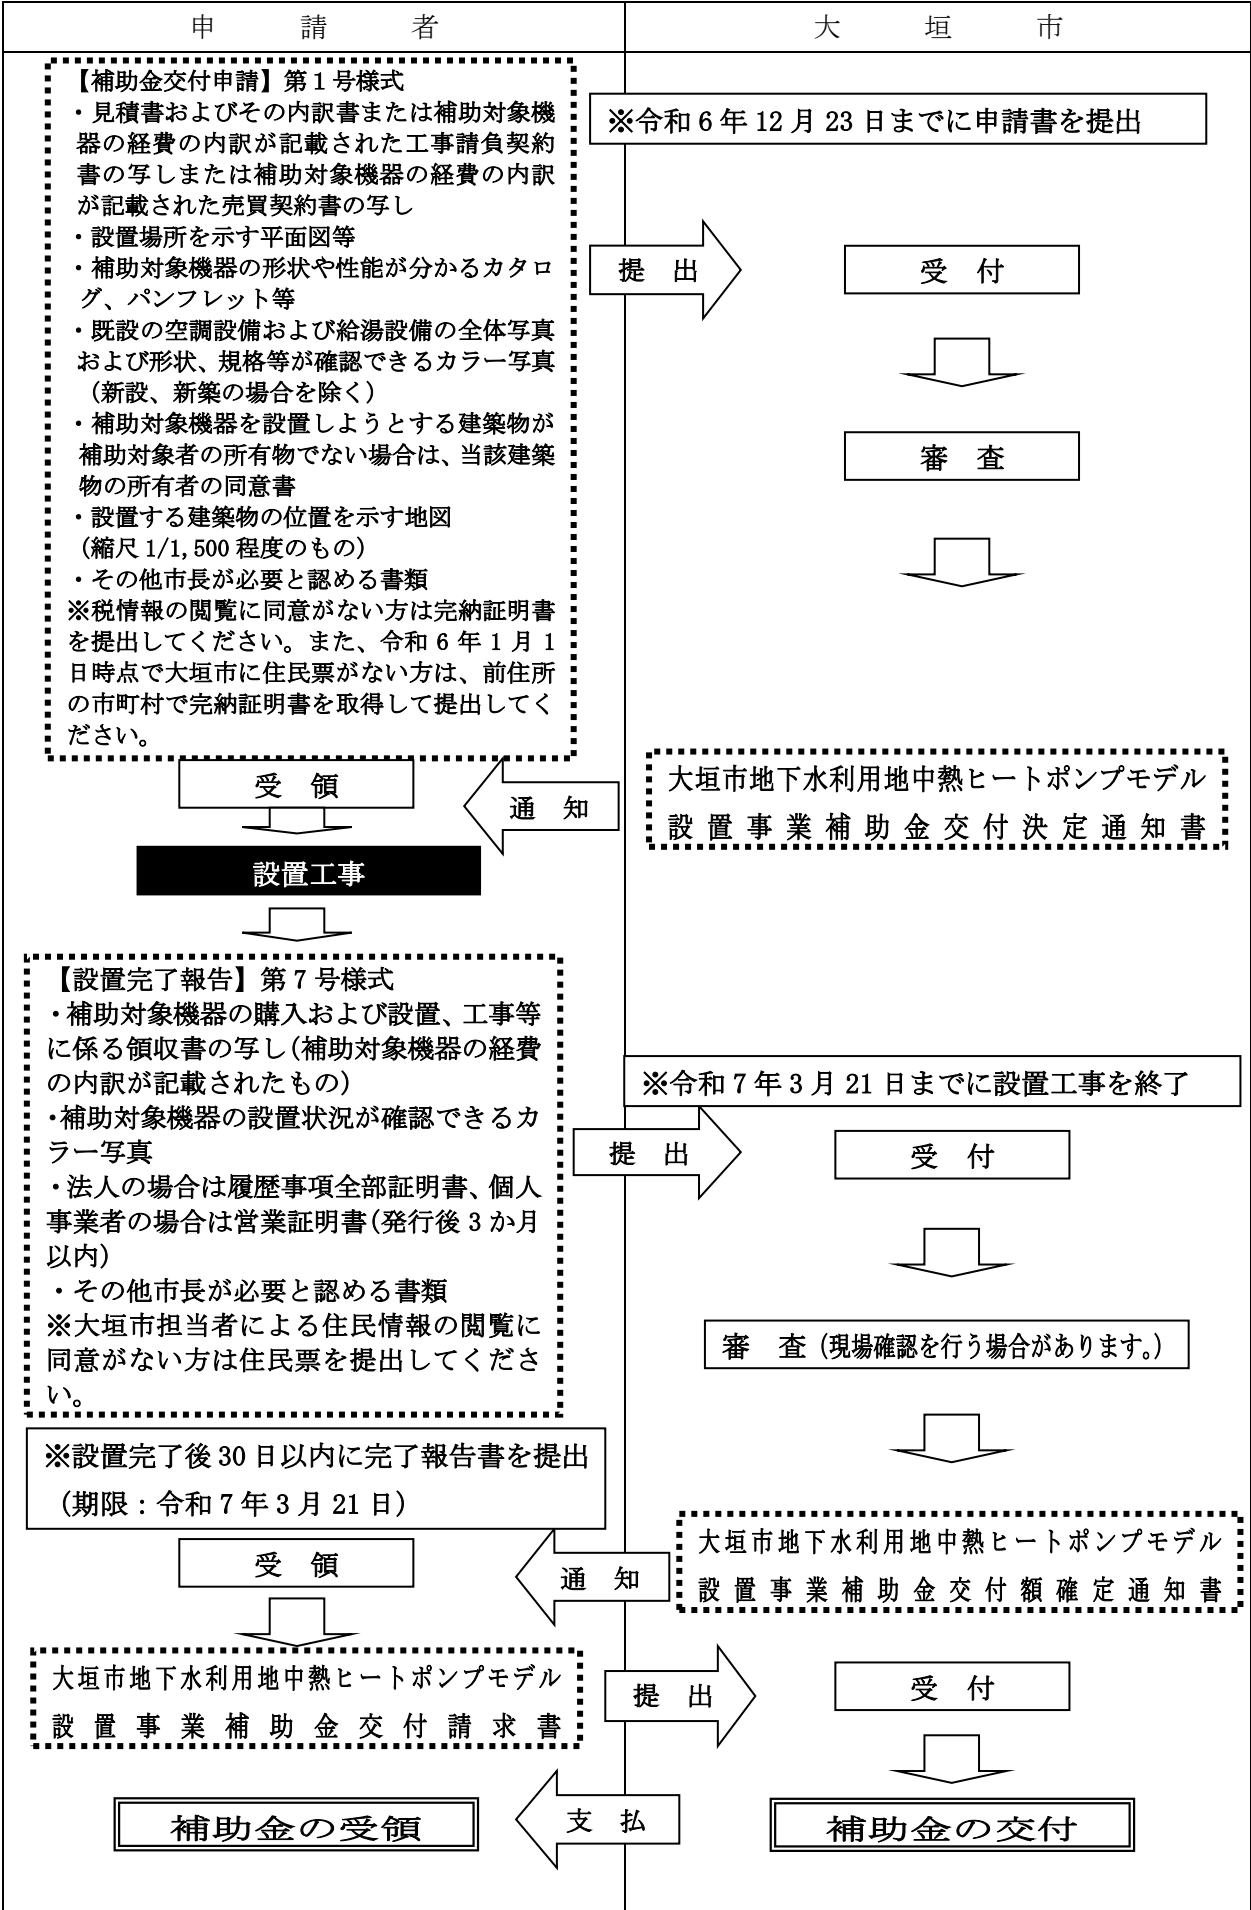 申請者
大垣市
【補助金交付申請】第1号様式
・見積書およびその内訳書または補助対象機
器の経費の内訳が記載された工事請負契約
書の写しまたは補助対象機器の経費の内訳
が記載された売買契約書の写し
・設置場所を示す平面図等
・補助対象機器の形状や性能が分かるカタロ
グ、パンフレット等
・既設の空調設備および給湯設備の全体写真
および形状、規格等が確認できるカラー写真
（新設、新築の場合を除く）
・補助対象機器を設置しようとする建築物が
補助対象者の所有物でない場合は、当該建築
物の所有者の同意書
・設置する建築物の位置を示す地図
（縮尺1/1,500程度のもの）
・その他市長が必要と認める書類
※税情報の閲覧に同意がない方は完納証明書
を提出してください。また、令和6年1月1
日時点で大垣市に住民票がない方は、前住所
の市町村で完納証明書を取得して提出してく
ださい。
※令和6年12月23日までに申請書を提出
提出
受付
審査
大垣市地下水利用地中熱ヒートポンプモデル
設置事業補助金交付決定通知書
通知
受領
設置工事
【設置完了報告】第7号様式
・補助対象機器の購入および設置、工事等
に係る領収書の写し（補助対象機器の経費
の内訳が記載されたもの）
・補助対象機器の設置状況が確認できるカ
ラー写真
・法人の場合は履歴事項全部証明書、個人
事業者の場合は営業証明書（発行後3か月
以内）
・その他市長が必要と認める書類
※大垣市担当者による住民情報の閲覧に
同意がない方は住民票を提出してくださ
い。
※設置完了後30日以内に完了報告書を提出
（期限：令和7年3月21日）
※令和7年3月21日までに設置工事を終了
提出
受付
審査（現場確認を行う場合があります。）
大垣市地下水利用地中熱ヒートポンプモデル
設置事業補助金交付額確定通知書
通知
受領
大垣市地下水利用地中熱ヒートポンプモデル
設置事業補助金交付請求書
提出
受付
補助金の交付
支払
補助金の受領